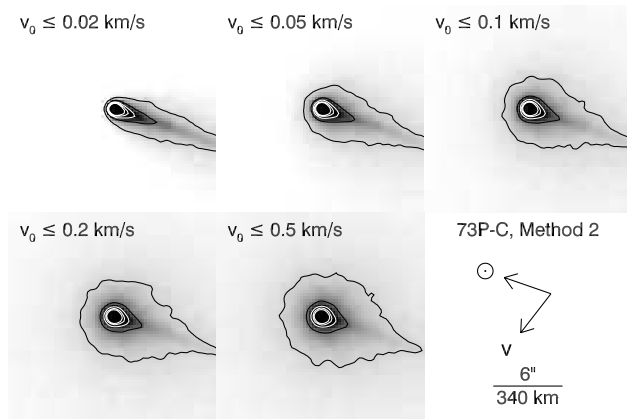 v₀ ≤ 0.02 km/s
v₀ ≤ 0.05 km/s
v₀ ≤ 0.1 km/s
v₀ ≤ 0.2 km/s
v₀ ≤ 0.5 km/s
73P-C, Method 2
☉
v
6"
340 km